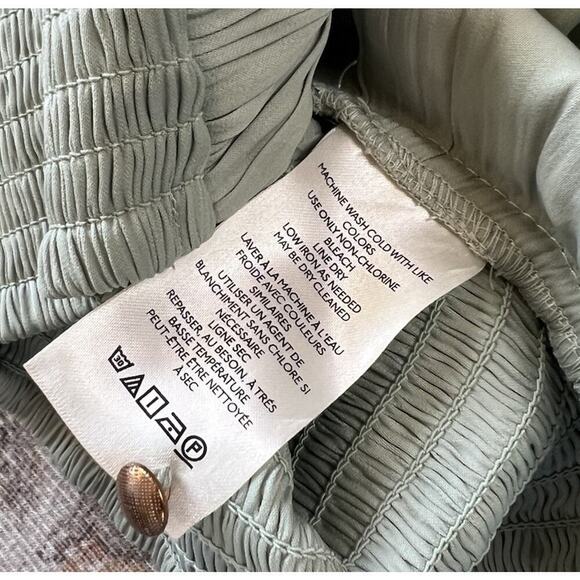 MACHINE WASH COLD WITH LIKE
COLORS
USE ONLY NON-CHLORINE
BLEACH
LINE DRY
LOW IRON AS NEEDED
MAY BE DRY CLEANED
LAVER À LA MACHINE À L'EAU
FROIDE AVEC COULEURS
SIMILAIRES
UTILISER UN AGENT DE
BLANCHIMENT SANS CHLORE SI
NÉCESSAIRE
LIGNE SEC
REPASSER, AU BESOIN, À TRÉS
BASSE TEMPÉRATURE
PEUT-ÊTRE ÊTRE NETTOYÉE
À SEC
30 P